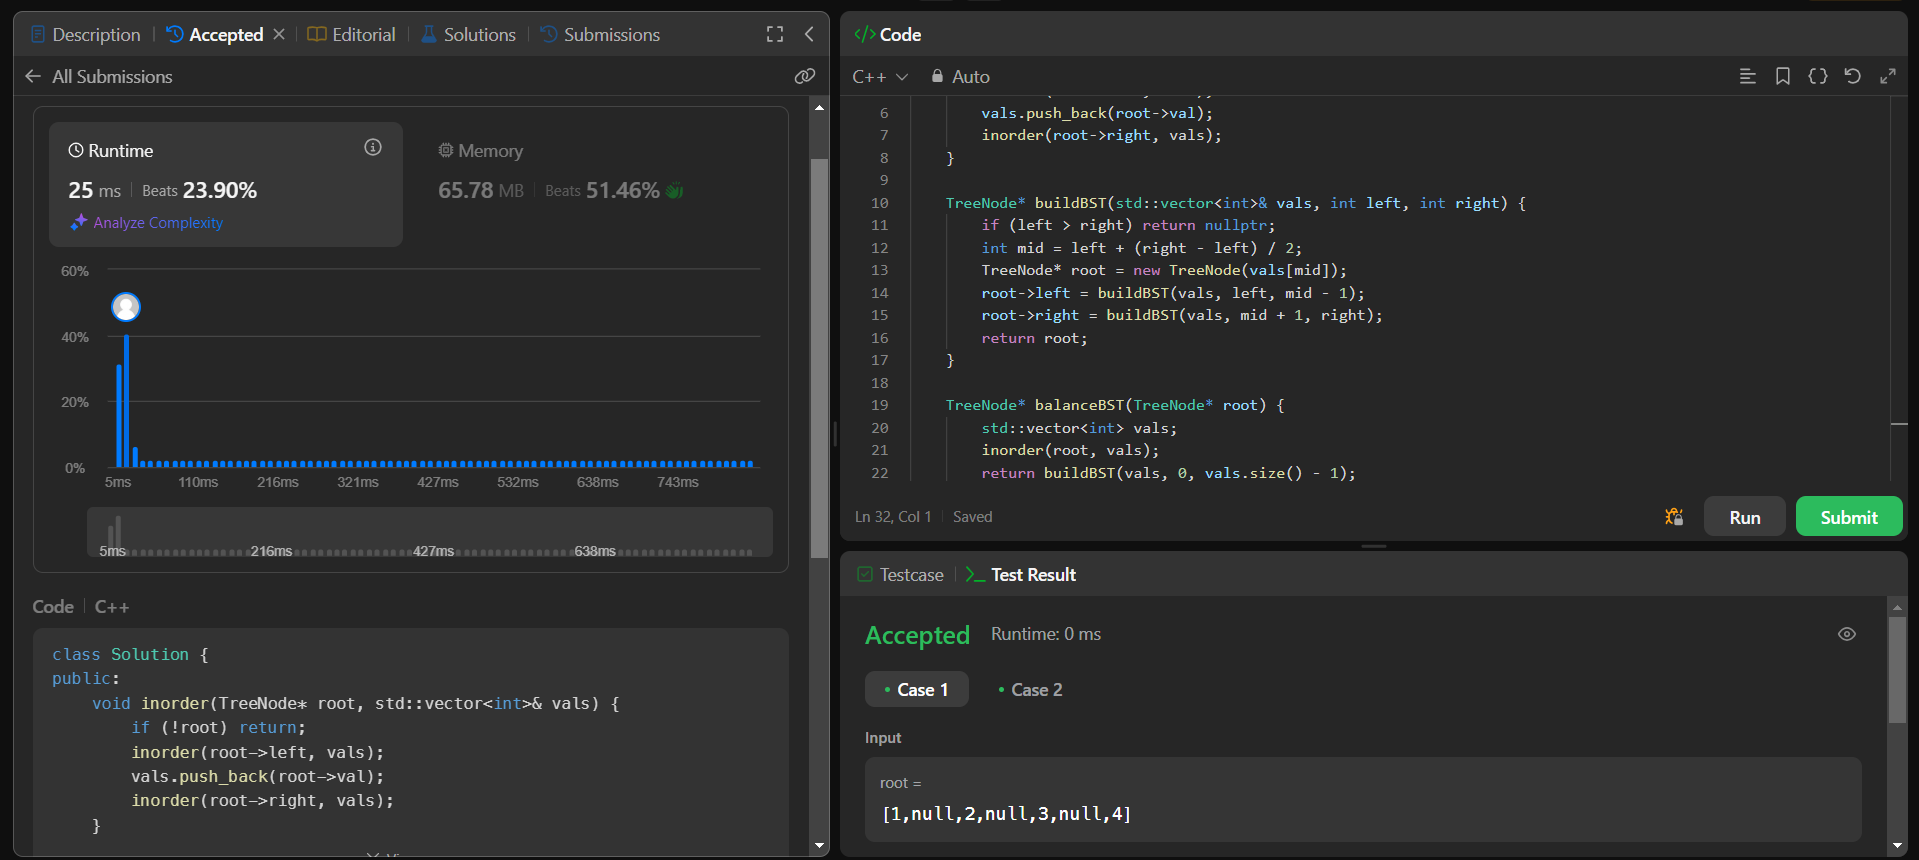 Description
Accepted
Editorial
Solutions
Submissions
All Submissions
Runtime
25 ms
Beats 23.90%
Analyze Complexity
Memory
65.78 MB
Beats 51.46%
60%
40%
20%
0%
5ms 110ms 216ms 321ms 427ms 532ms 638ms 743ms
5ms 216ms 427ms 638ms
Code C++
class Solution {
public:
    void inorder(TreeNode* root, std::vector<int>& vals) {
        if (!root) return;
        inorder(root->left, vals);
        vals.push_back(root->val);
        inorder(root->right, vals);
    }
</> Code
C++ Auto
6 vals.push_back(root->val);
7 inorder(root->right, vals);
8 }
9
10 TreeNode* buildBST(std::vector<int>& vals, int left, int right) {
11 if (left > right) return nullptr;
12 int mid = left + (right - left) / 2;
13 TreeNode* root = new TreeNode(vals[mid]);
14 root->left = buildBST(vals, left, mid - 1);
15 root->right = buildBST(vals, mid + 1, right);
16 return root;
17 }
18
19 TreeNode* balanceBST(TreeNode* root) {
20 std::vector<int> vals;
21 inorder(root, vals);
22 return buildBST(vals, 0, vals.size() - 1);
Ln 32, Col 1 Saved
Run
Submit
Testcase
Test Result
Accepted Runtime: 0 ms
• Case 1 • Case 2
Input
root =
[1,null,2,null,3,null,4]